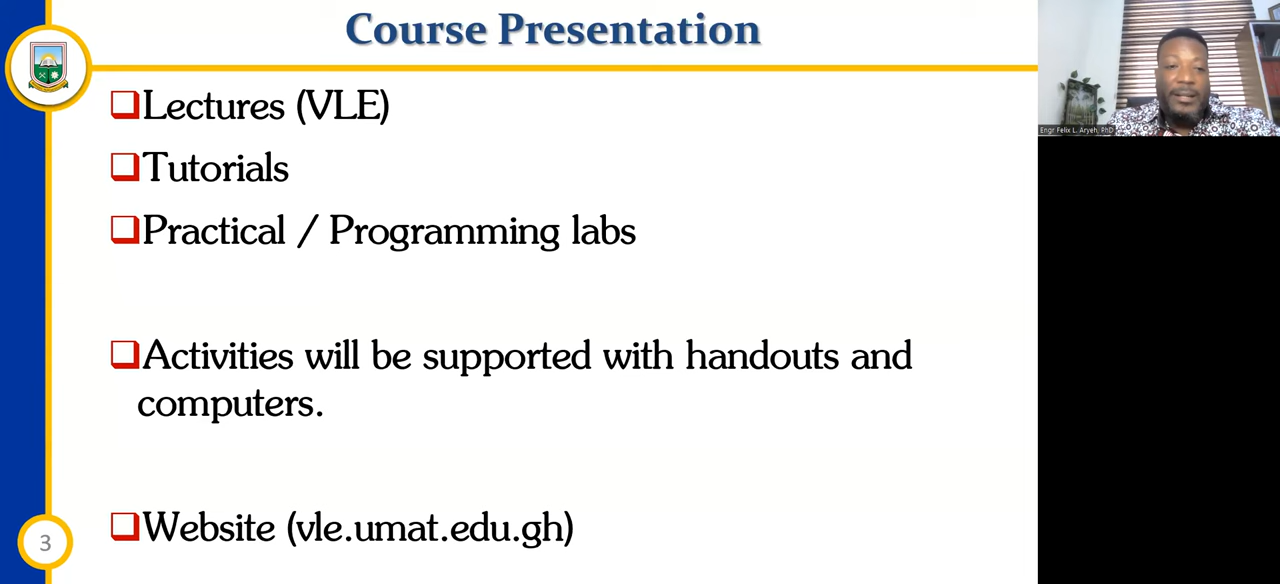 Course Presentation
Lectures (VLE)
Tutorials
Practical / Programming labs
Activities will be supported with handouts and
computers.
Website (vle.umat.edu.gh)
3
Engr Felix L. Aryeh, PhD